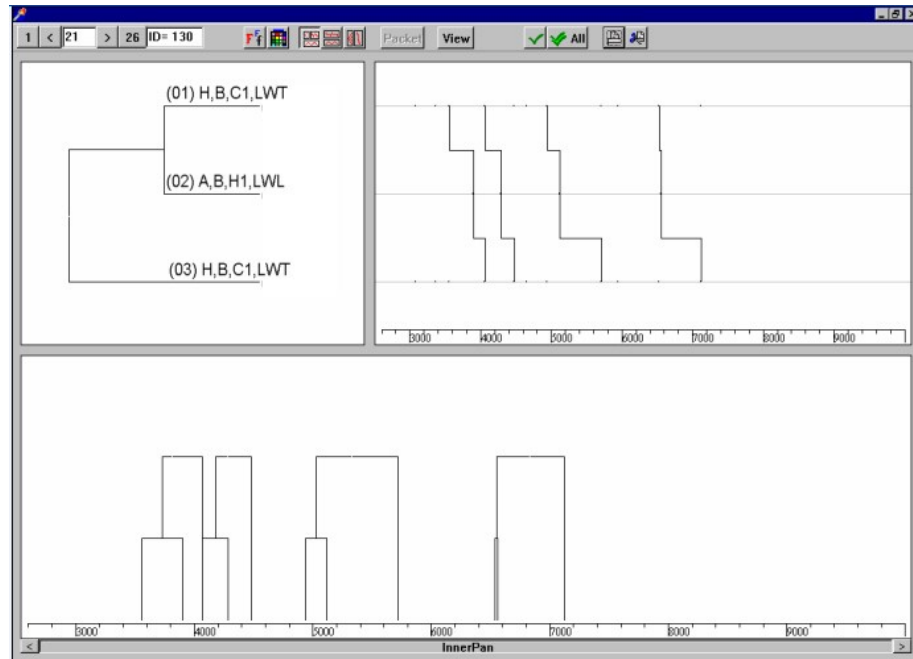 1 < 21 > 26 ID= 130 FFf Packet View All
(01) H,B,C1,LWT
(02) A,B,H1,LWL
(03) H,B,C1,LWT
3000 4000 5000 6000 7000 8000 9000
3000 4000 5000 6000 7000 8000 9000
< InnerPan >